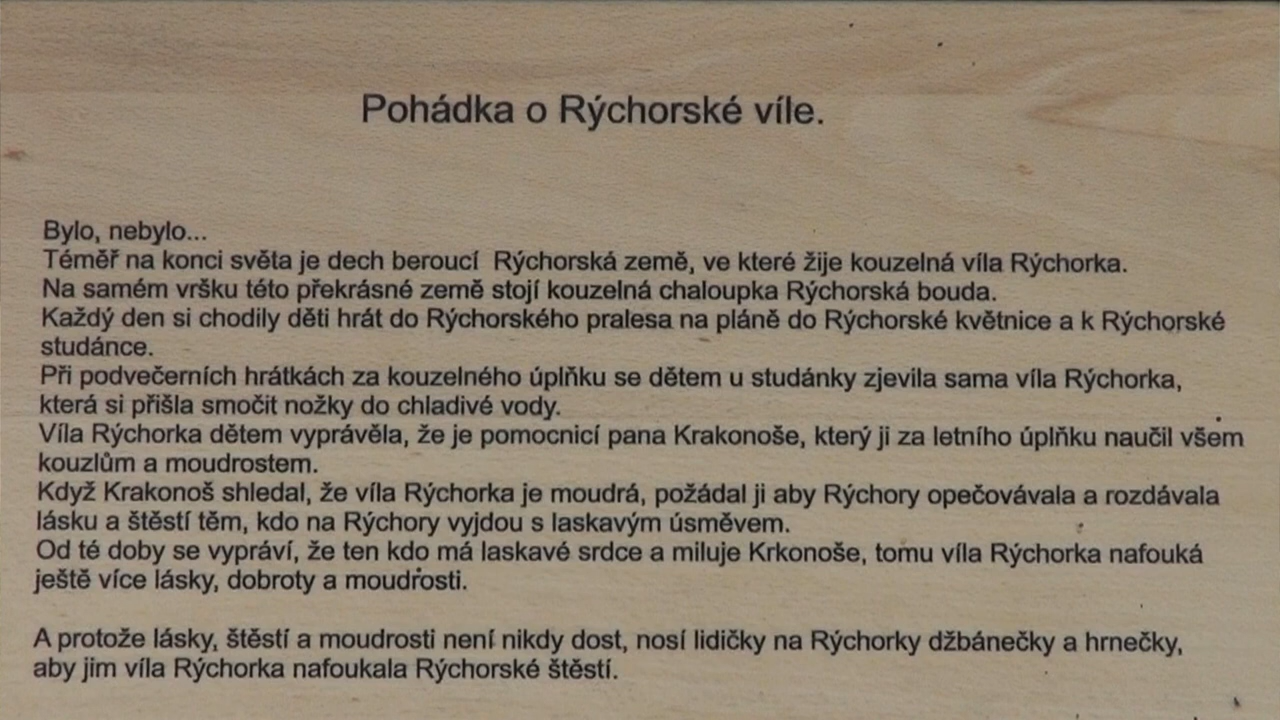 Pohádka o Rýchorské víle.
Bylo, nebylo...
Téměř na konci světa je dech beroucí Rýchorská země, ve které žije kouzelná víla Rýchorka.
Na samém vršku této překrásné země stojí kouzelná chaloupka Rýchorská bouda.
Každý den si chodily děti hrát do Rýchorského pralesa na pláně do Rýchorské květnice a k Rýchorské
studánce.
Při podvečerních hrátkách za kouzelného úplňku se dětem u studánky zjevila sama víla Rýchorka,
která si přišla smočit nožky do chladivé vody.
Víla Rýchorka dětem vyprávěla, že je pomocnicí pana Krakonoše, který ji za letního úplňku naučil všem
kouzlům a moudrostem.
Když Krakonoš shledal, že víla Rýchorka je moudrá, požádal ji aby Rýchory opečovávala a rozdávala
lásku a štěstí těm, kdo na Rýchory vyjdou s laskavým úsměvem.
Od té doby se vypráví, že ten kdo má laskavé srdce a miluje Krkonoše, tomu víla Rýchorka nafouká
ještě více lásky, dobroty a moudrosti.
A protože lásky, štěstí a moudrosti není nikdy dost, nosí lidičky na Rýchorky džbánečky a hrnečky,
aby jim víla Rýchorka nafoukala Rýchorské štěstí.